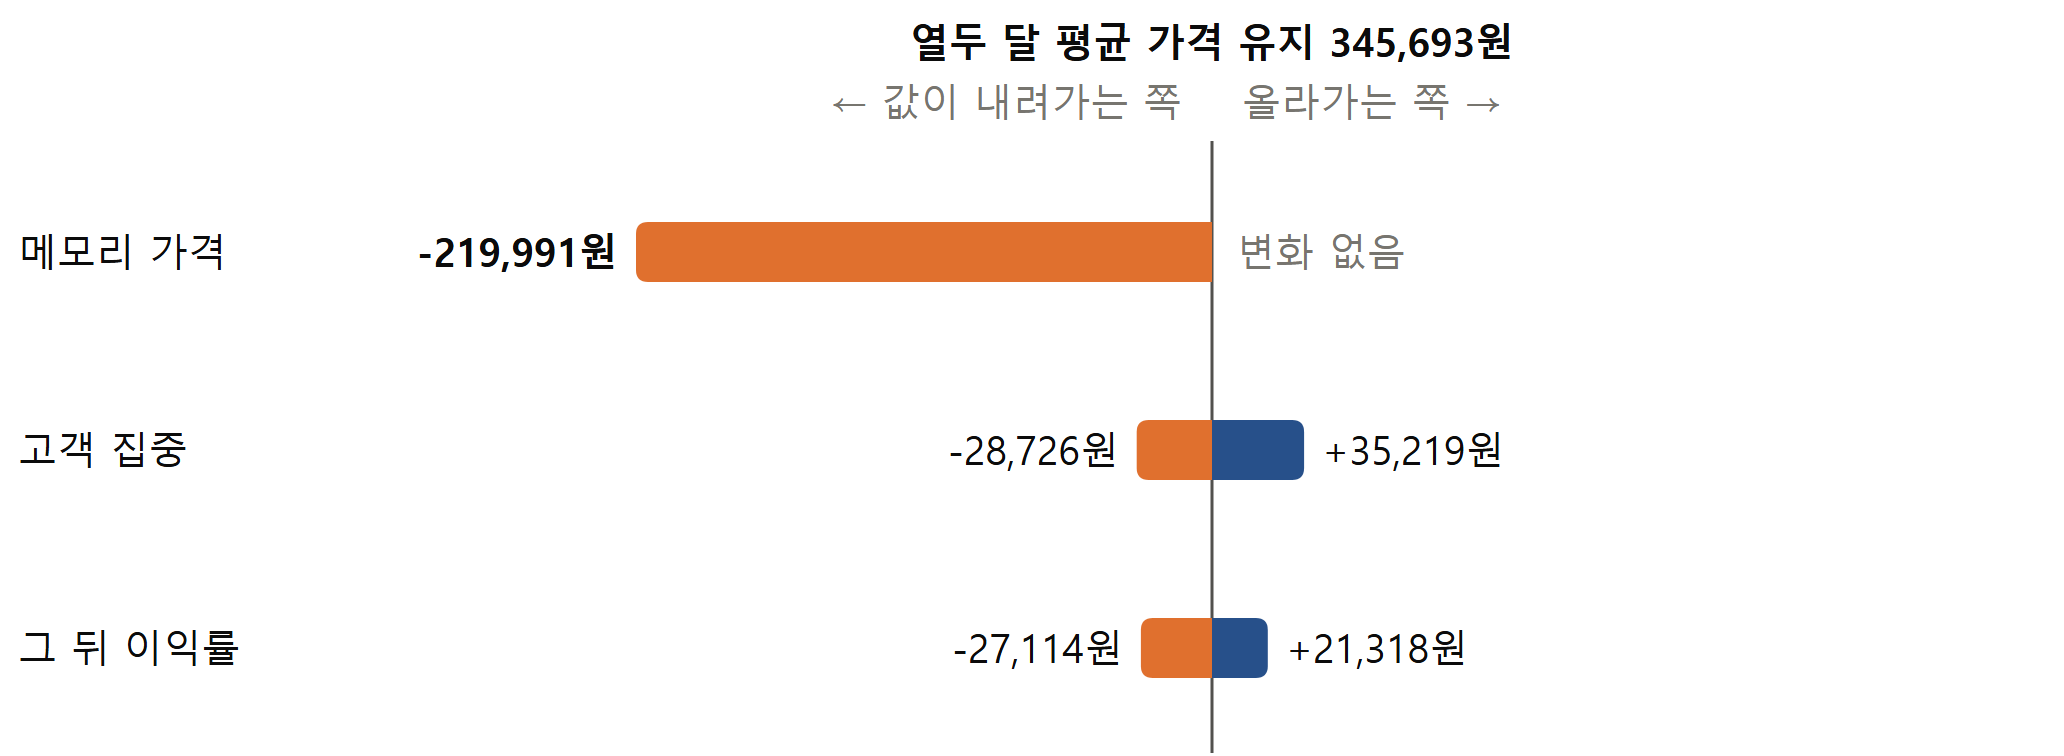 열두 달 평균 가격 유지 345,693원
← 값이 내려가는 쪽 올라가는 쪽 →
메모리 가격 -219,991원 변화 없음
고객 집중 -28,726원 +35,219원
그 뒤 이익률 -27,114원 +21,318원